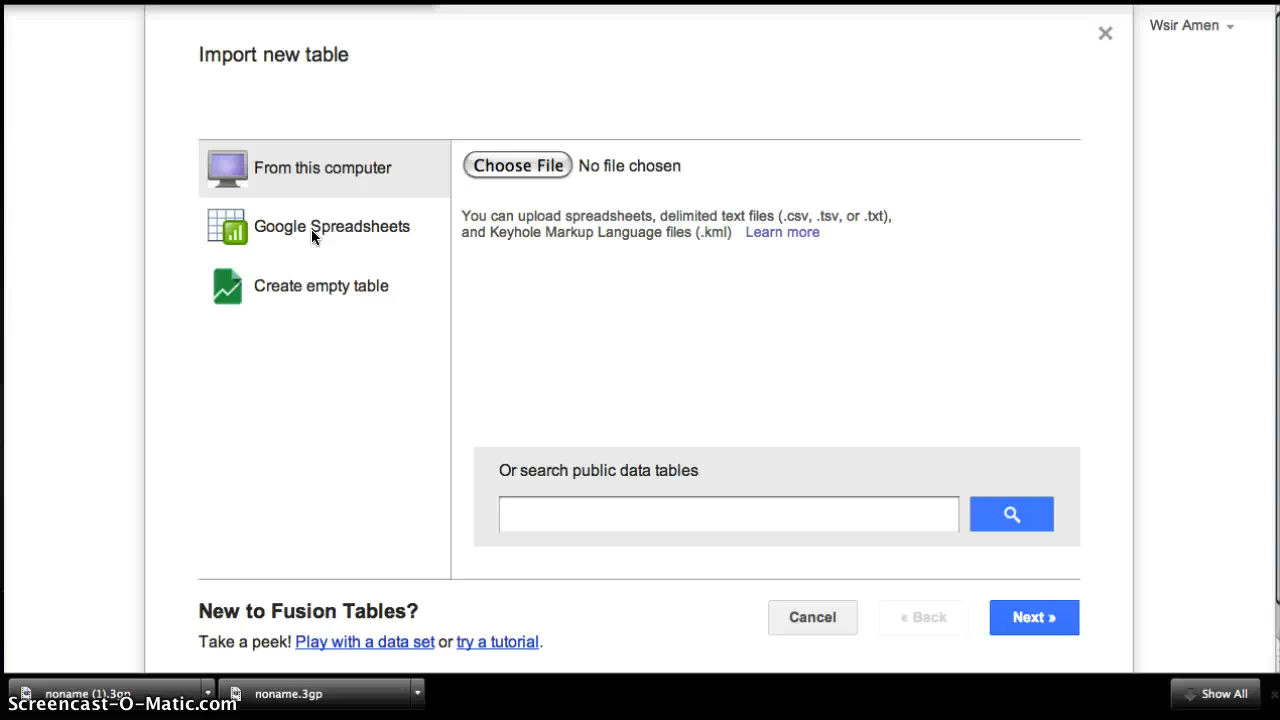 Wsir Amen
Import new table
From this computer
Choose File No file chosen
Google Spreadsheets
You can upload spreadsheets, delimited text files (.csv, .tsv, or .txt),
and Keyhole Markup Language files (.kml) Learn more
Create empty table
Or search public data tables
New to Fusion Tables?
Take a peek! Play with a data set or try a tutorial.
Cancel
« Back
Next »
noname (1).3gp
noname.3gp
Show All
Screencast-O-Matic.com